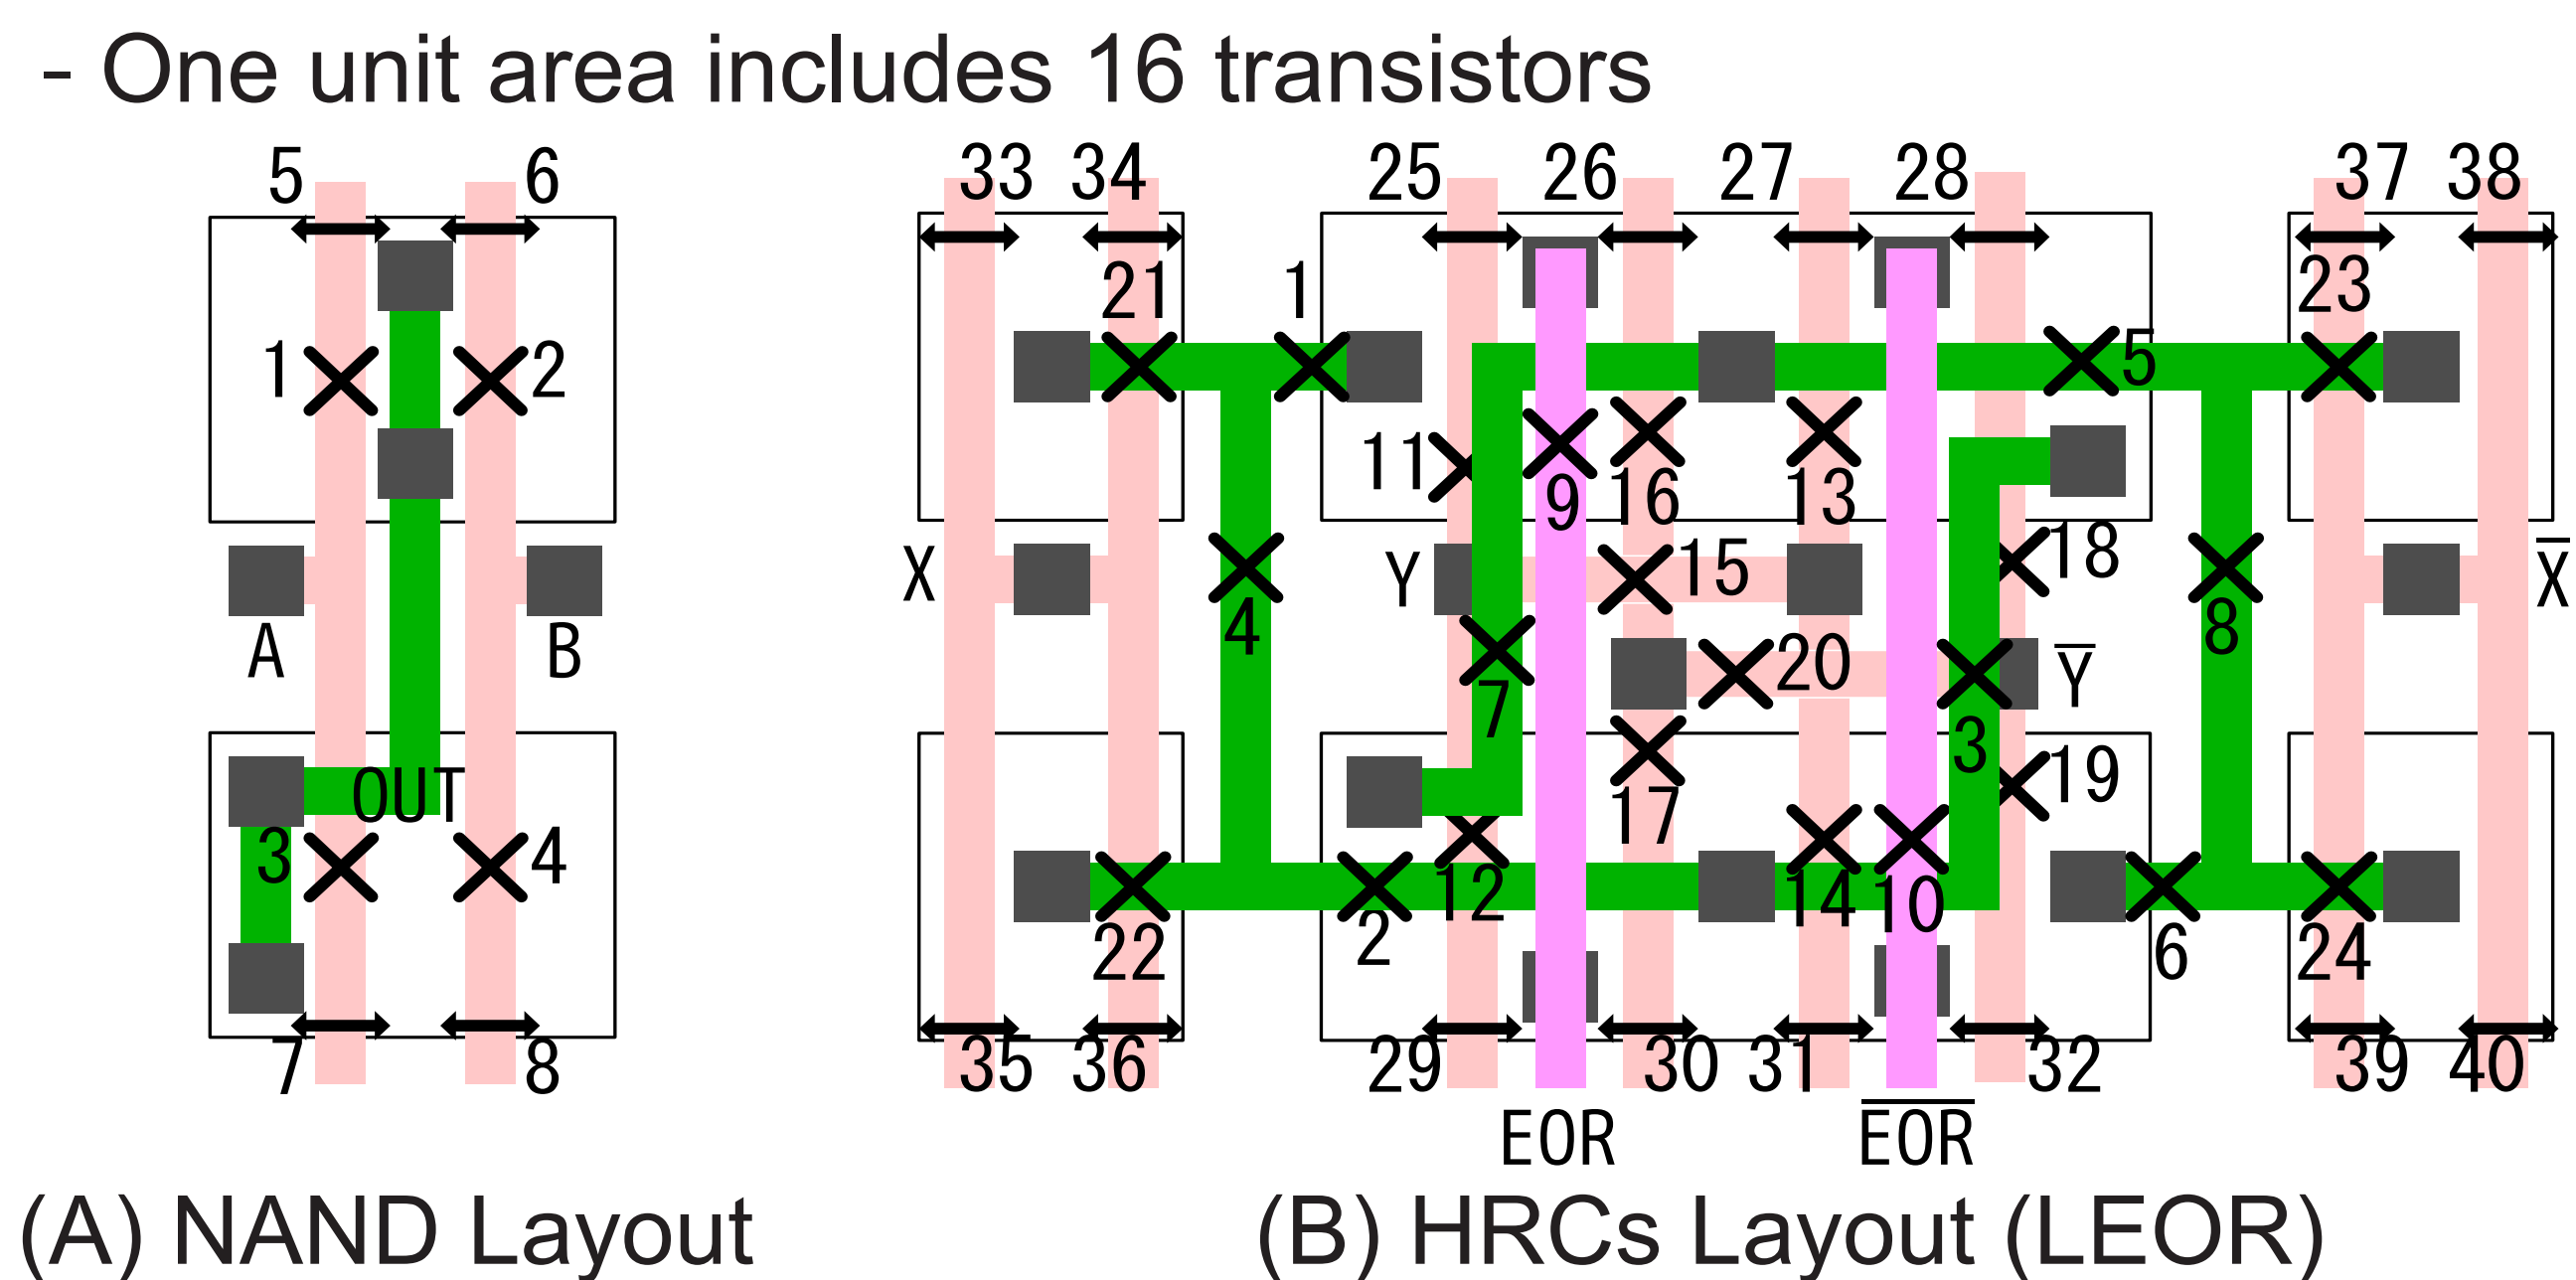 - One unit area includes 16 transistors
5 6 33 34 25 26 27 28 37 38
21 1 23
1 2 5
11 9 16 13
X Y 15 18 X̅
A B 4 7 20 3 Y̅ 8
OUT 17 19
3 4 12 14 10
22 2 6 24
7 8 35 36 29 30 31 32 39 40
EOR E̅O̅R̅
(A) NAND Layout (B) HRCs Layout (LEOR)